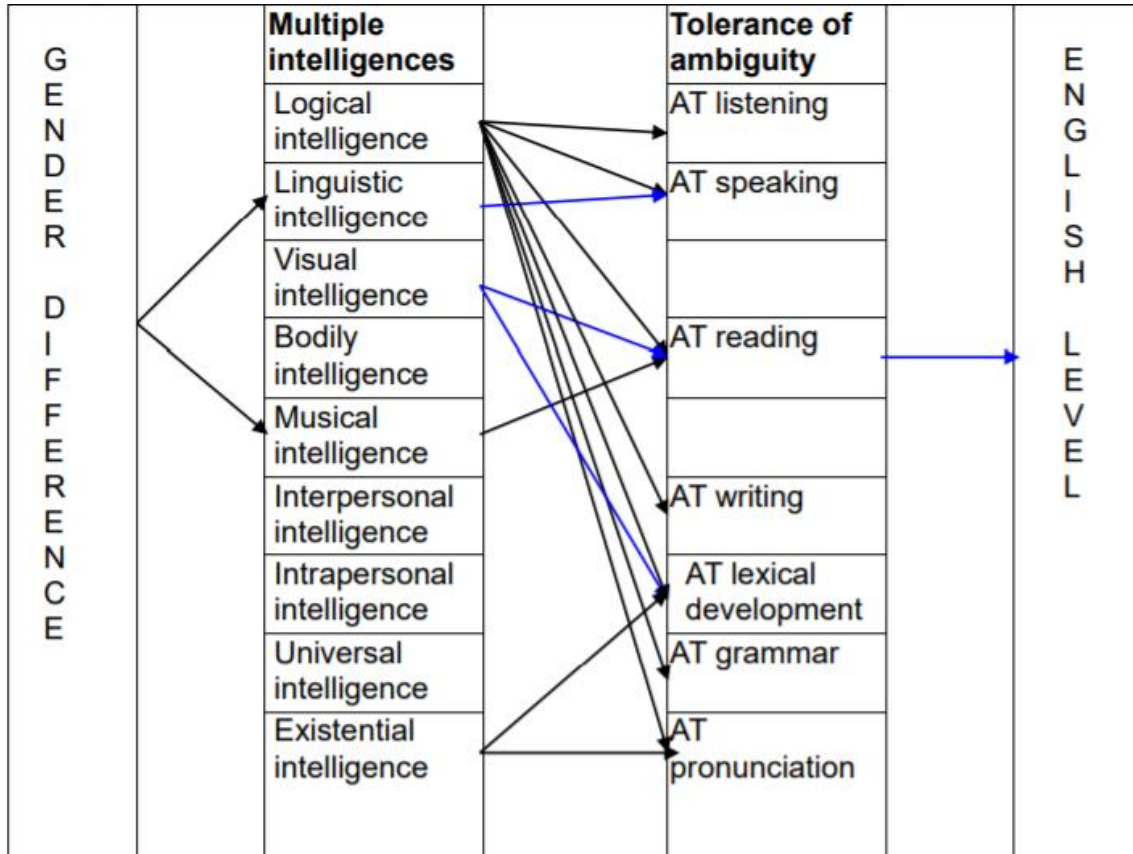 GENDER DIFFERENCE
Multiple
intelligences
Logical
intelligence
Linguistic
intelligence
Visual
intelligence
Bodily
intelligence
Musical
intelligence
Interpersonal
intelligence
Intrapersonal
intelligence
Universal
intelligence
Existential
intelligence
Tolerance of
ambiguity
AT listening
AT speaking
AT reading
AT writing
AT lexical
development
AT grammar
AT
pronunciation
ENGLISH LEVEL